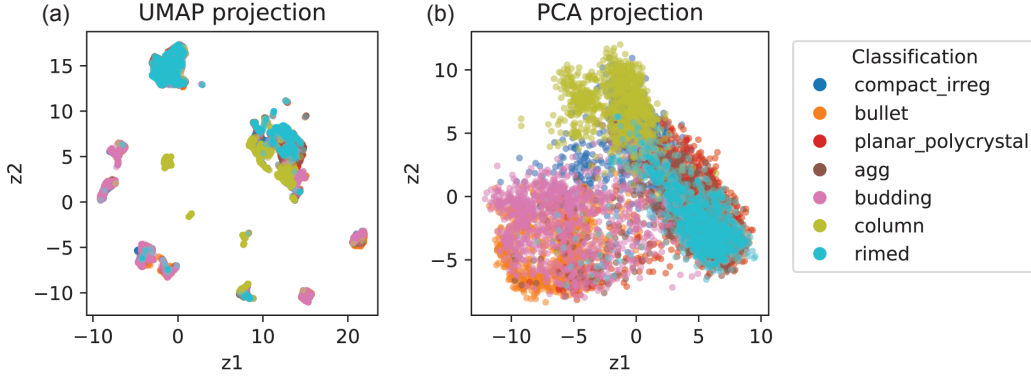 (a)
UMAP projection
15
10
5
0
−5
−10
z2
−10
0
10
20
z1
(b)
PCA projection
10
5
0
−5
z2
−10
−5
0
5
10
z1
Classification
compact_irreg
bullet
planar_polycrystal
agg
budding
column
rimed